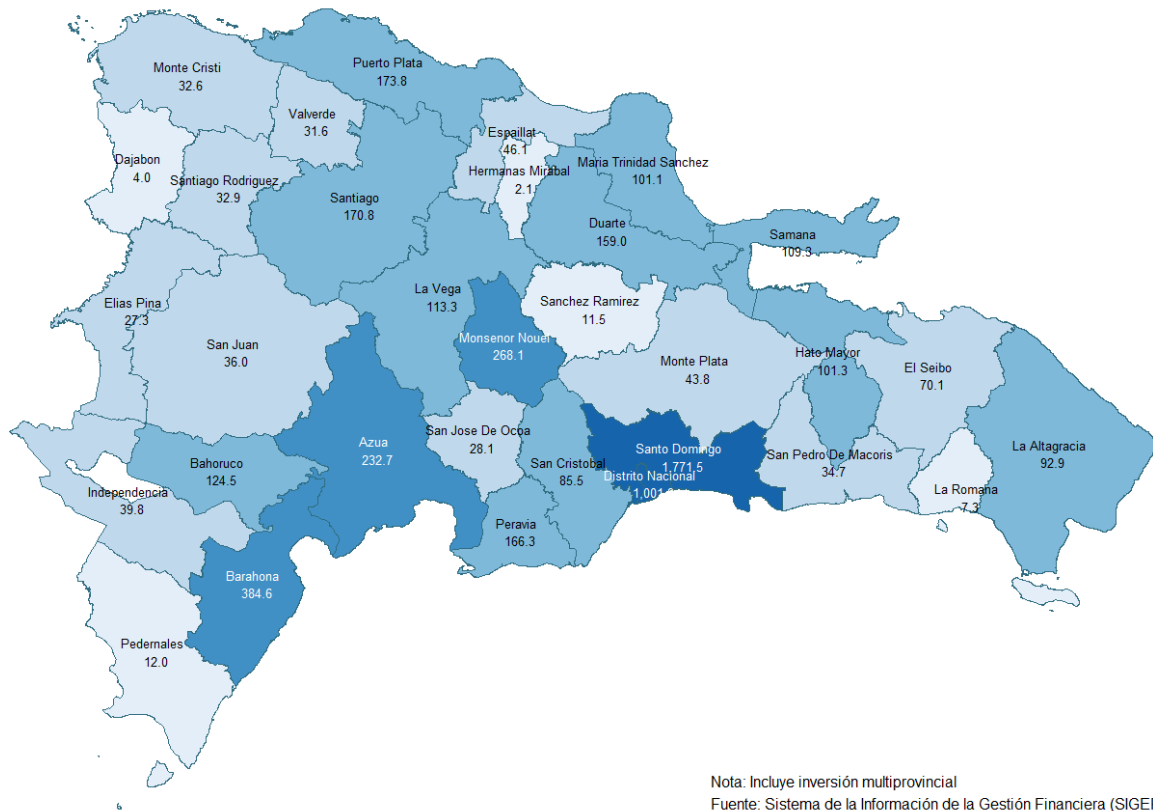 Puerto Plata
173.8
Monte Cristi
32.6
Valverde
31.6
Espaillat
46.1
Dajabon
4.0
Maria Trinidad Sanchez
101.1
Hermanas Mirabal
2.1
Santiago Rodriguez
32.9
Santiago
170.8
Duarte
159.0
Samana
109.3
La Vega
113.3
Sanchez Ramirez
11.5
Elias Pina
27.3
San Juan
36.0
Monsenor Nouel
268.1
Monte Plata
43.8
Hato Mayor
101.3
El Seibo
70.1
San Jose De Ocoa
28.1
Azua
232.7
Santo Domingo
1,771.5
La Altagracia
92.9
San Pedro De Macoris
34.7
Bahoruco
124.5
San Cristobal
85.5
Distrito Nacional
Independencia
39.8
La Romana
7.3
Peravia
166.3
Barahona
384.6
Pedernales
12.0
Nota: Incluye inversión multiprovincial
Fuente: Sistema de la Información de la Gestión Financiera